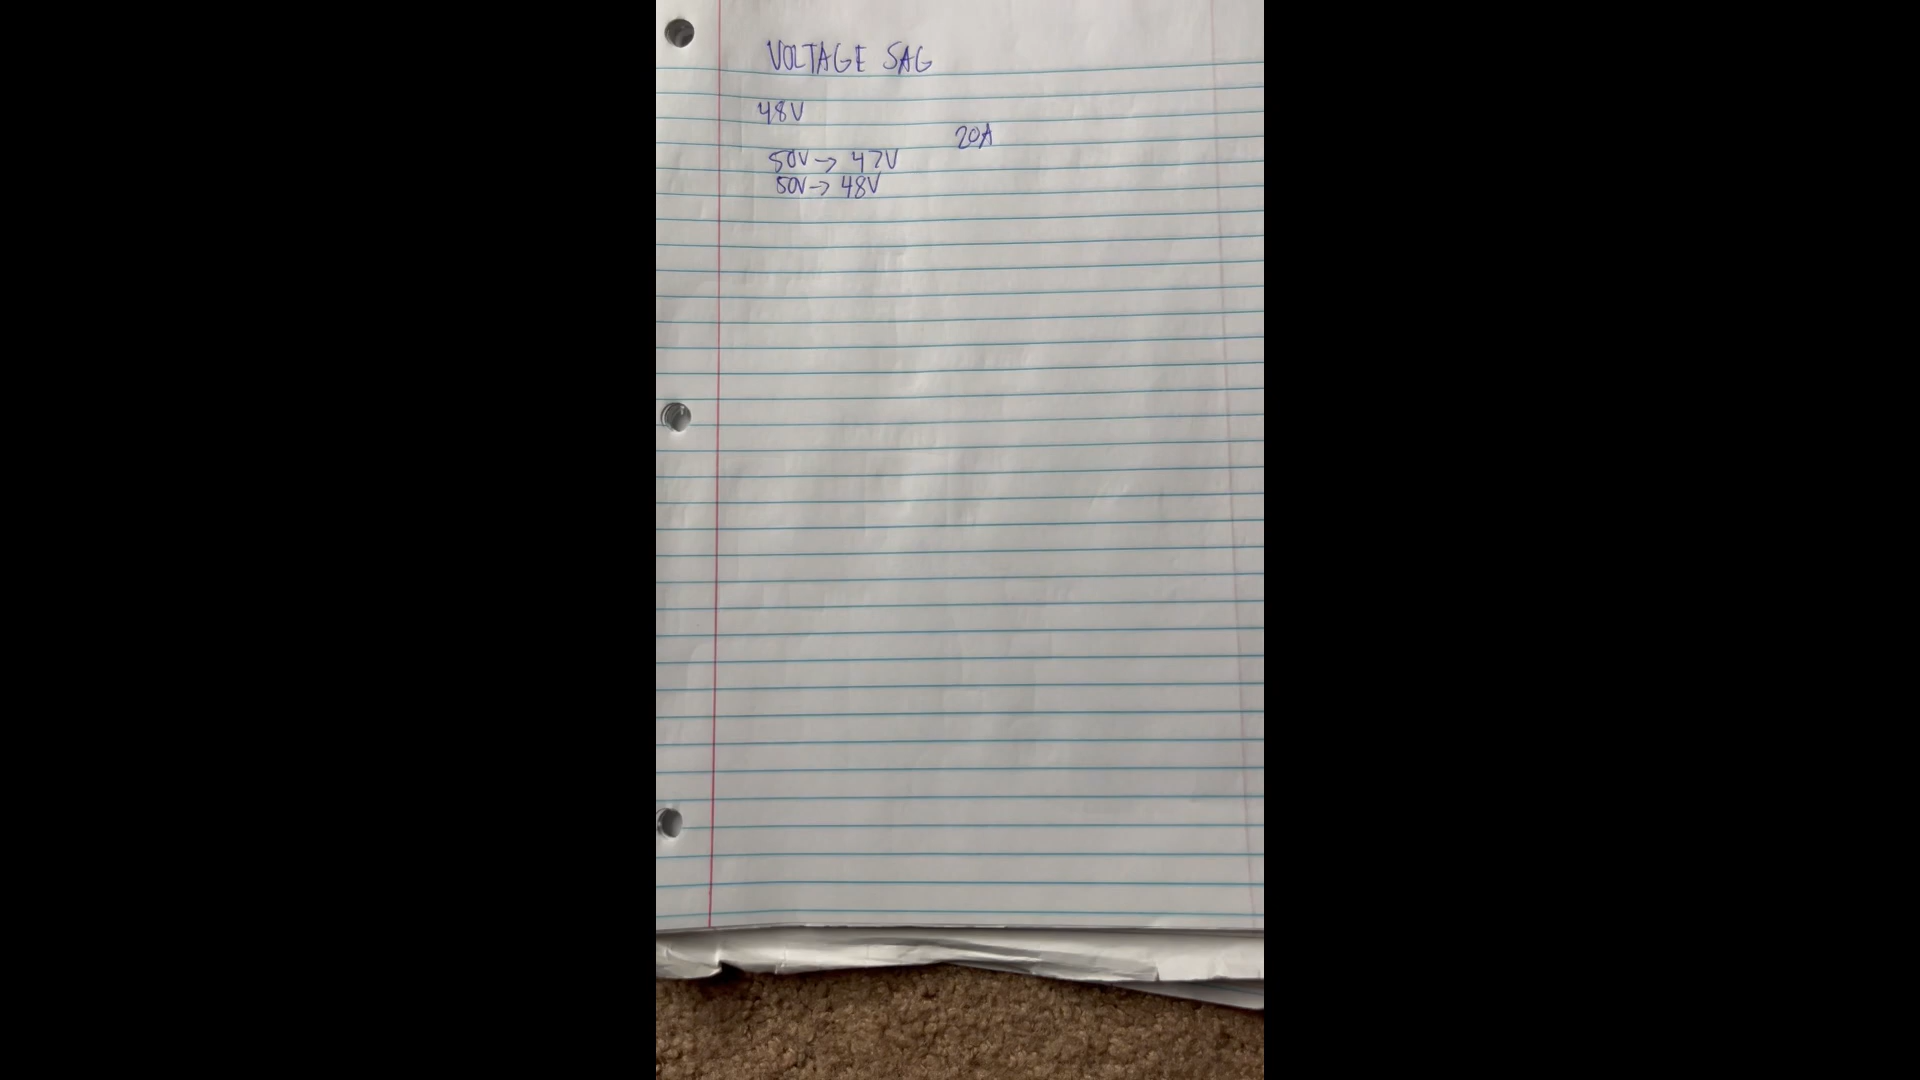 VOLTAGE SAG
48V
20A
50V → 47V
50V → 48V